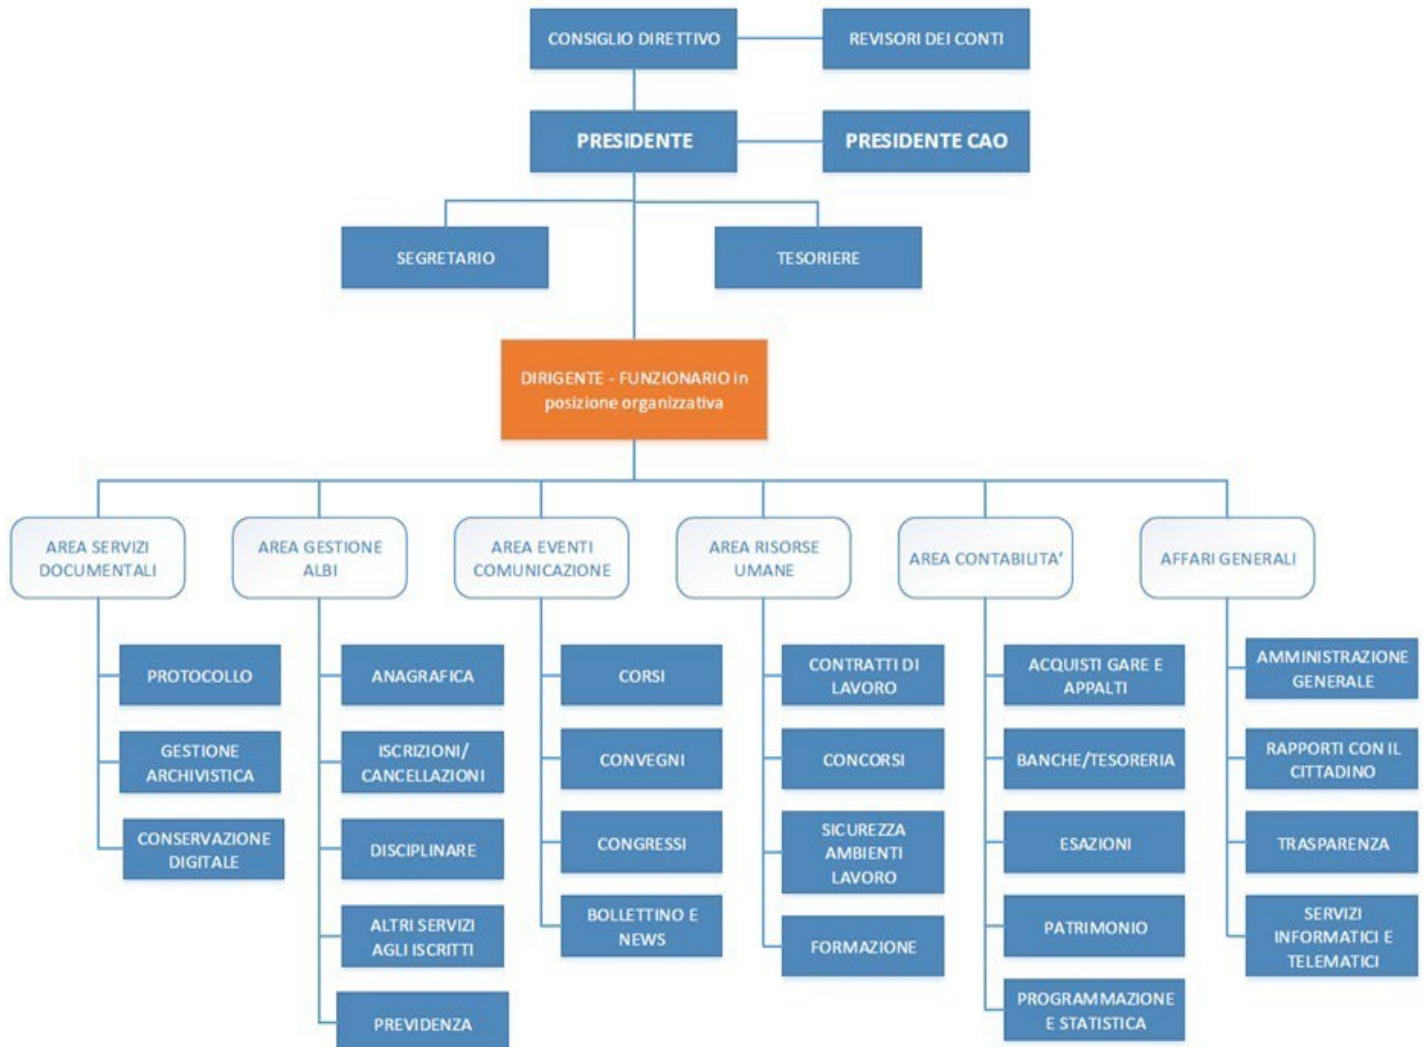 CONSIGLIO DIRETTIVO
REVISORI DEI CONTI
PRESIDENTE
PRESIDENTE CAO
SEGRETARIO
TESORIERE
DIRIGENTE - FUNZIONARIO in
posizione organizzativa
AREA SERVIZI
DOCUMENTALI
AREA GESTIONE
ALBI
AREA EVENTI
COMUNICAZIONE
AREA RISORSE
UMANE
AREA CONTABILITA'
AFFARI GENERALI
PROTOCOLLO
GESTIONE
ARCHIVISTICA
CONSERVAZIONE
DIGITALE
ANAGRAFICA
ISCRIZIONI/
CANCELLAZIONI
DISCIPLINARE
ALTRI SERVIZI
AGLI ISCRITTI
PREVIDENZA
CORSI
CONVEGNI
CONGRESSI
BOLLETTINO E
NEWS
CONTRATTI DI
LAVORO
CONCORSI
SICUREZZA
AMBIENTI
LAVORO
FORMAZIONE
ACQUISTI GARE E
APPALTI
BANCHE/TESORERIA
ESAZIONI
PATRIMONIO
PROGRAMMAZIONE
E STATISTICA
AMMINISTRAZIONE
GENERALE
RAPPORTI CON IL
CITTADINO
TRASPARENZA
SERVIZI
INFORMATICI E
TELEMATICI